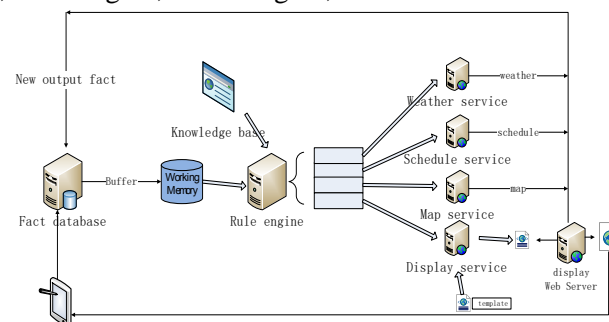 New output fact
weather
Weather service
Knowledge base
schedule
Schedule service
Buffer
Working
Memory
map
Fact database
Rule engine
Map service
Display service
display
Web Server
template